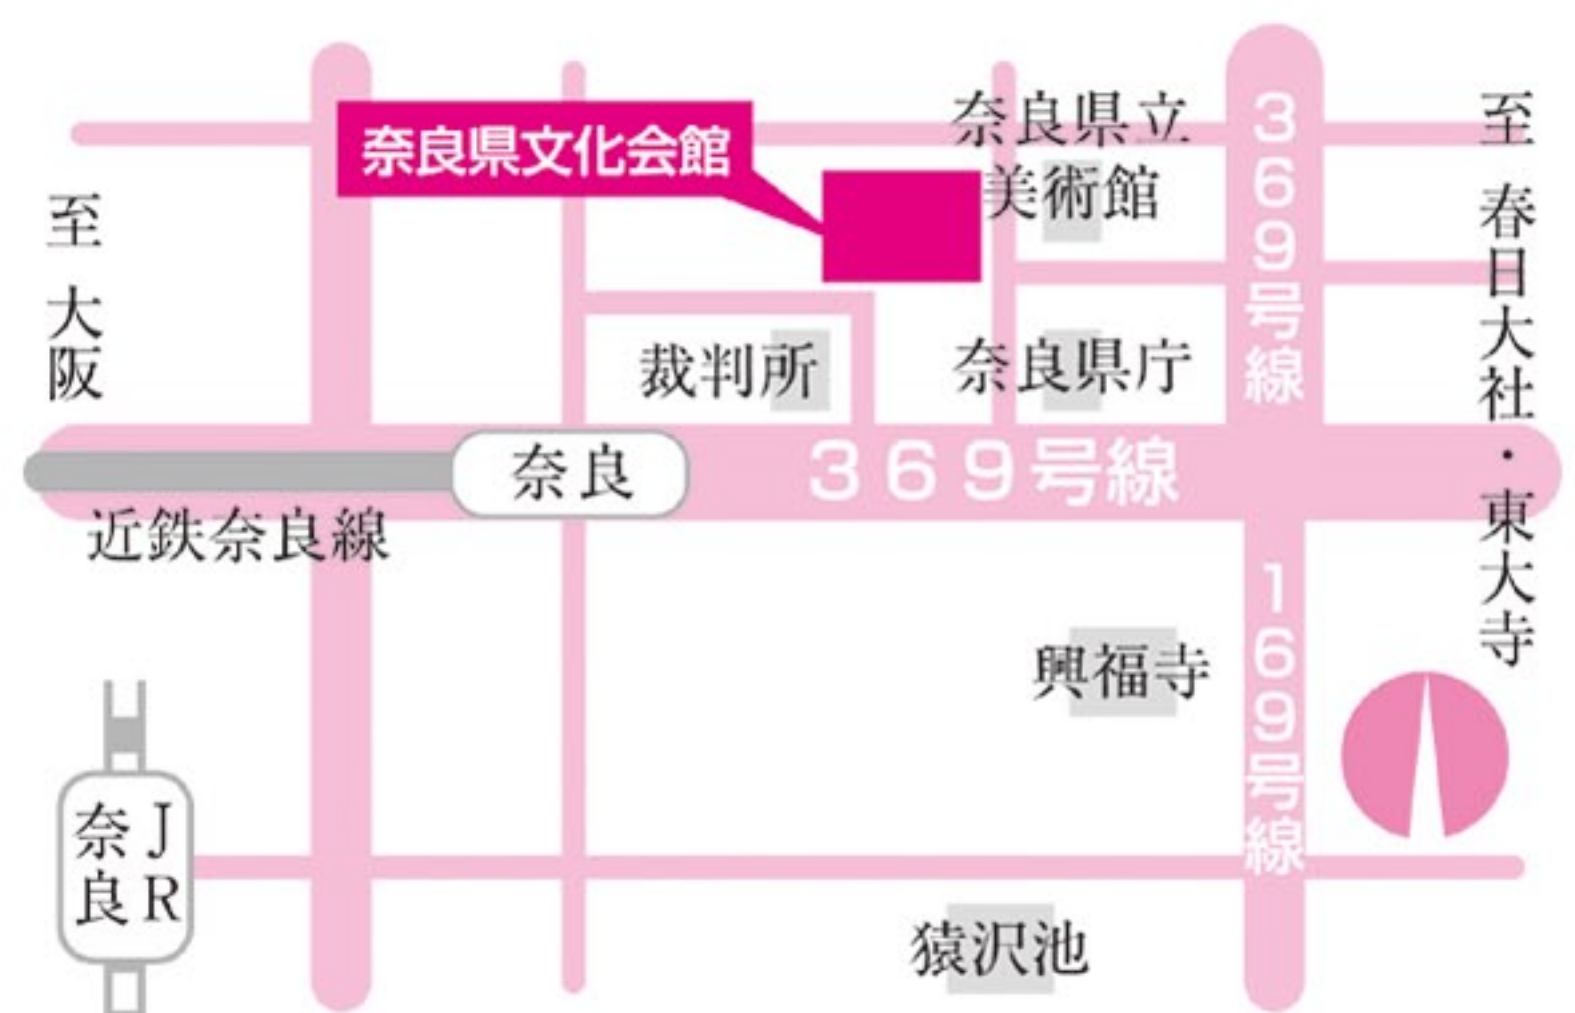 奈良県文化会館
奈良県立
美術館
369号線
至 春日大社・東大寺
至 大阪
裁判所
奈良県庁
奈良
369号線
近鉄奈良線
169号線
興福寺
JR
奈良
猿沢池